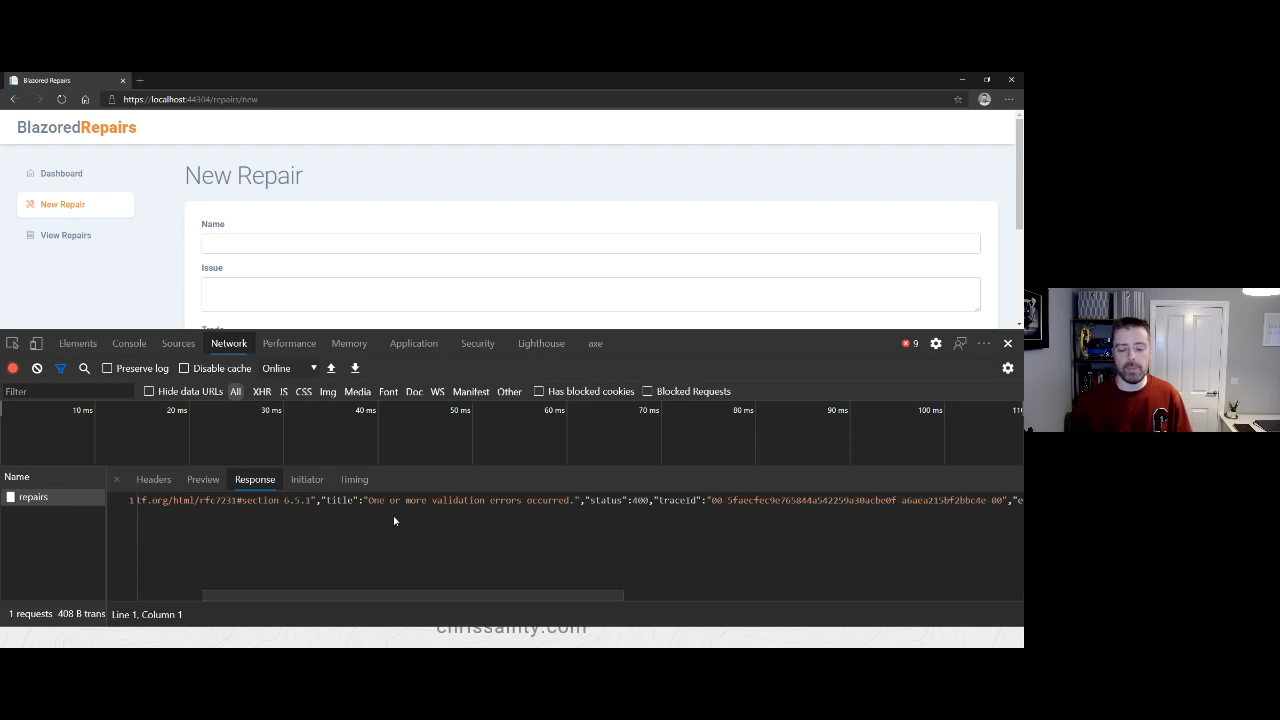 Blazored Repairs
https://localhost:44304/repairs/new
BlazoredRepairs
Dashboard
New Repair
View Repairs
New Repair
Name
Issue
Elements Console Sources Network Performance Memory Application Security Lighthouse axe 9
Preserve log Disable cache Online
Filter Hide data URLs All XHR JS CSS Img Media Font Doc WS Manifest Other Has blocked cookies Blocked Requests
10 ms 20 ms 30 ms 40 ms 50 ms 60 ms 70 ms 80 ms 90 ms 100 ms
Name Headers Preview Response Initiator Timing
repairs
1 tf.org/html/rfc7231#section-6.5.1","title":"One or more validation errors occurred.","status":400,"traceId":"00-5faecfec9e765844a542259a30acbe0f-a6aea215bf2bbc4e-00","e
1 requests 408 B trans Line 1, Column 1
chrissainty.com